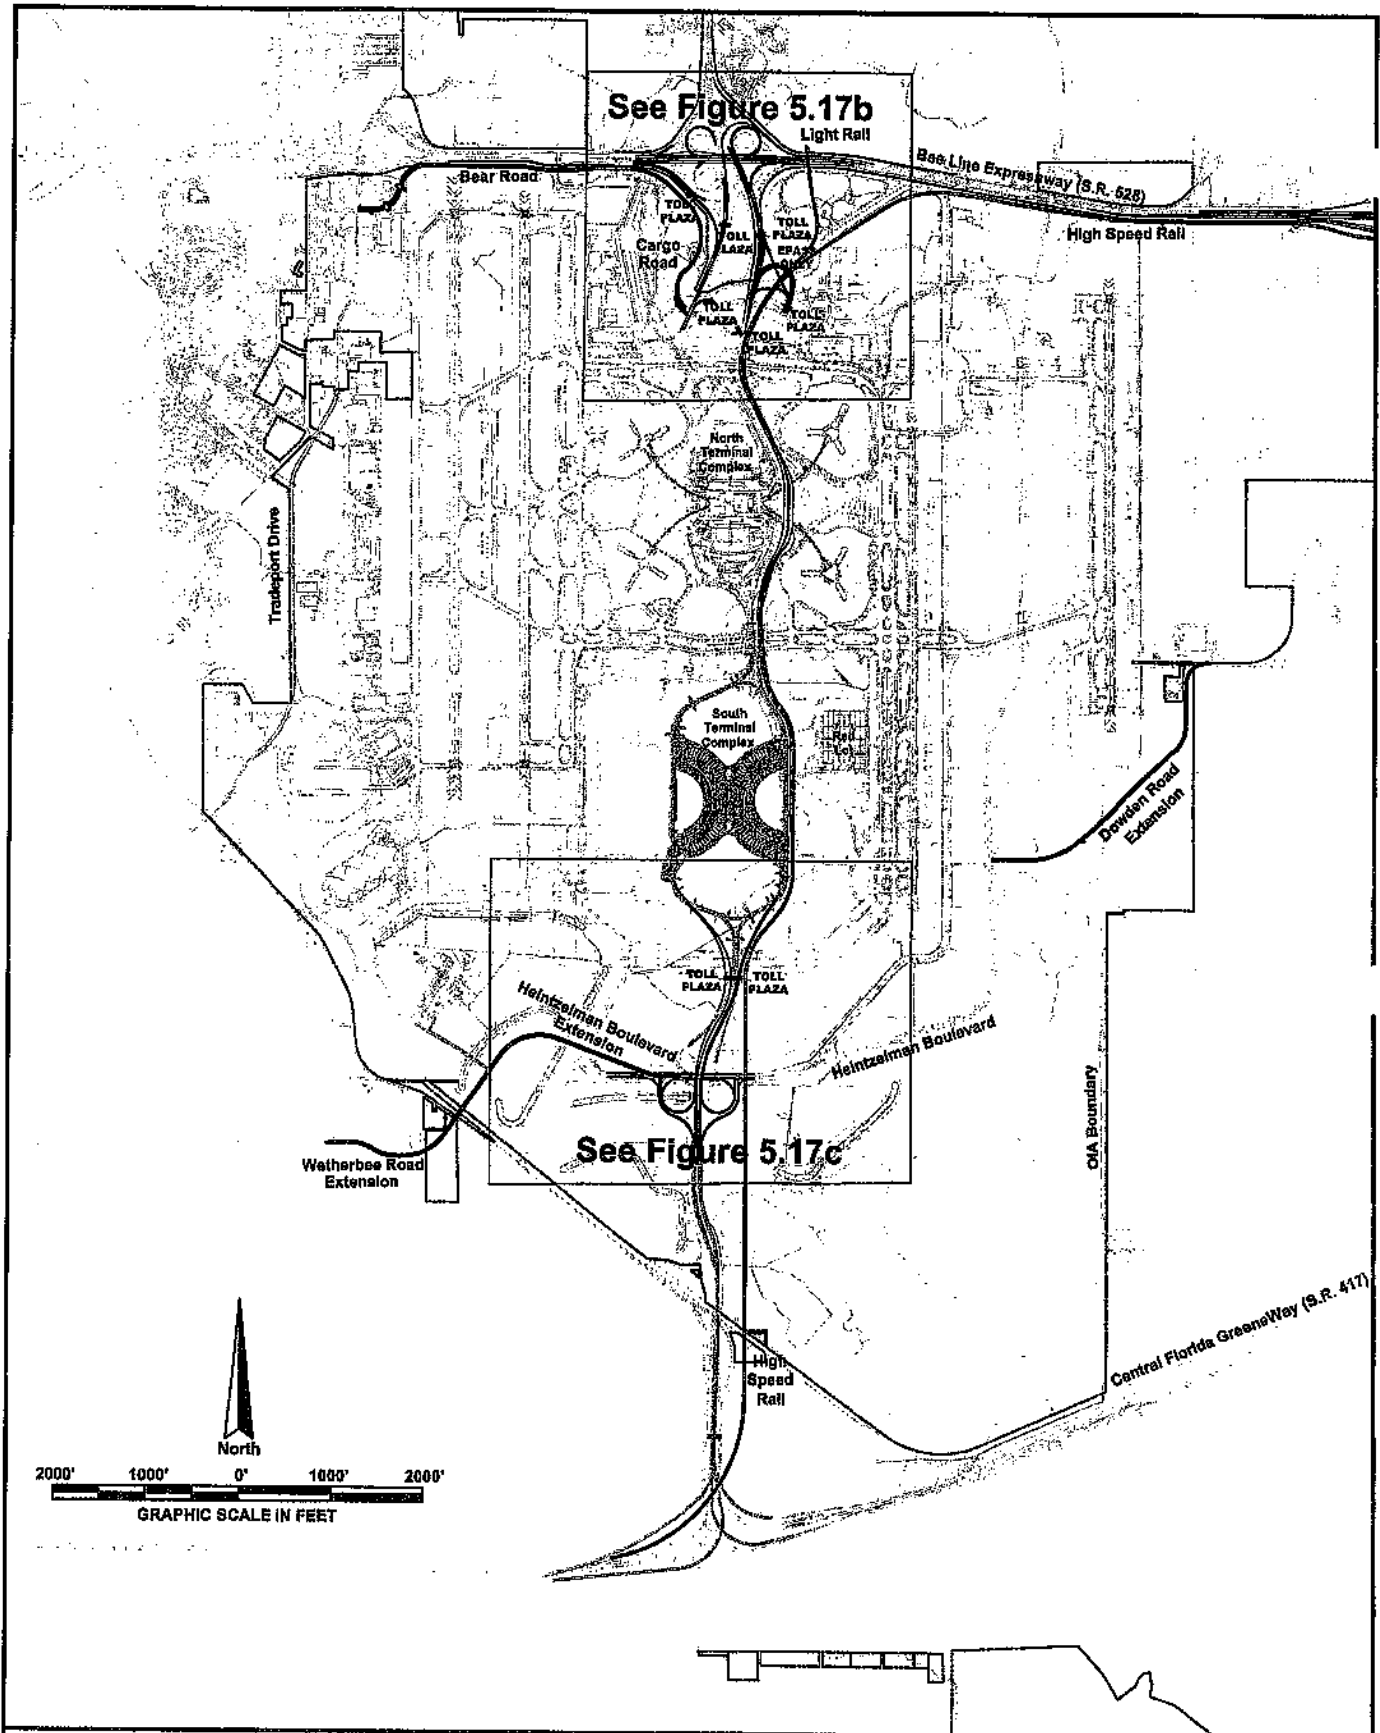 See Figure 5.17b
Light Rail
Bee Line Expressway (S.R. 528)
Bear Road
High Speed Rail
TOLL
PLAZA
Cargo
Road
TOLL
PLAZA
TOLL
PLAZA
EPASS
ONLY
TOLL
PLAZA
TOLL
PLAZA
TOLL
PLAZA
North
Terminal
Complex
Tradeport Drive
South
Terminal
Complex
Dowden Road
Extension
TOLL
PLAZA
TOLL
PLAZA
Heintzelman Boulevard
Extension
Heintzelman Boulevard
OIA Boundary
See Figure 5.17c
Wetherbee Road
Extension
Central Florida GreeneWay (S.R. 417)
High
Speed
Rail
North
2000' 1000' 0' 1000' 2000'
GRAPHIC SCALE IN FEET